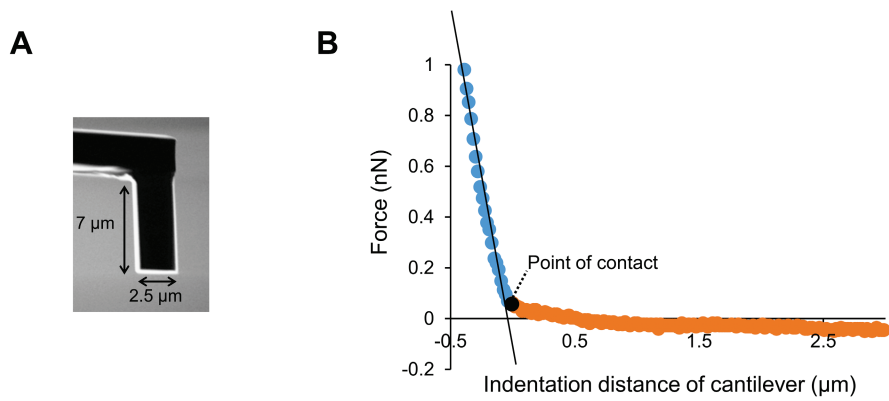 A
B
7 µm
2.5 µm
Force (nN)
1
0.8
0.6
0.4
0.2
0
-0.2
Point of contact
-0.5
0.5
1.5
2.5
Indentation distance of cantilever (µm)